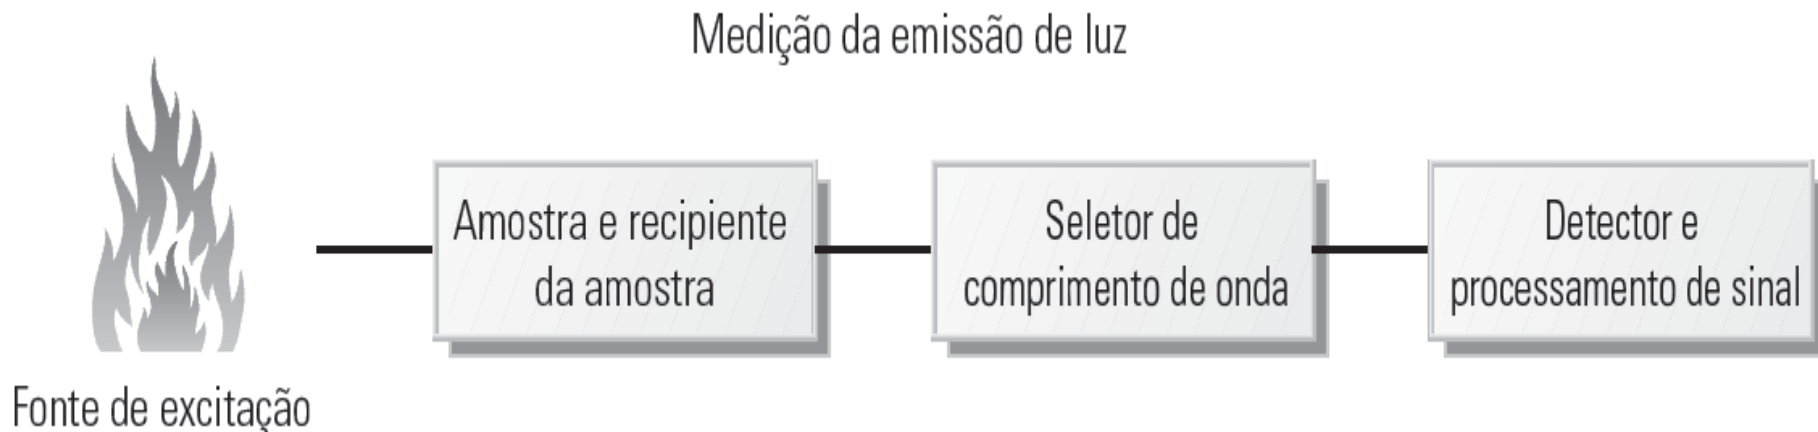 Medição da emissão de luz
Amostra e recipiente
da amostra
Seletor de
comprimento de onda
Detector e
processamento de sinal
Fonte de excitação